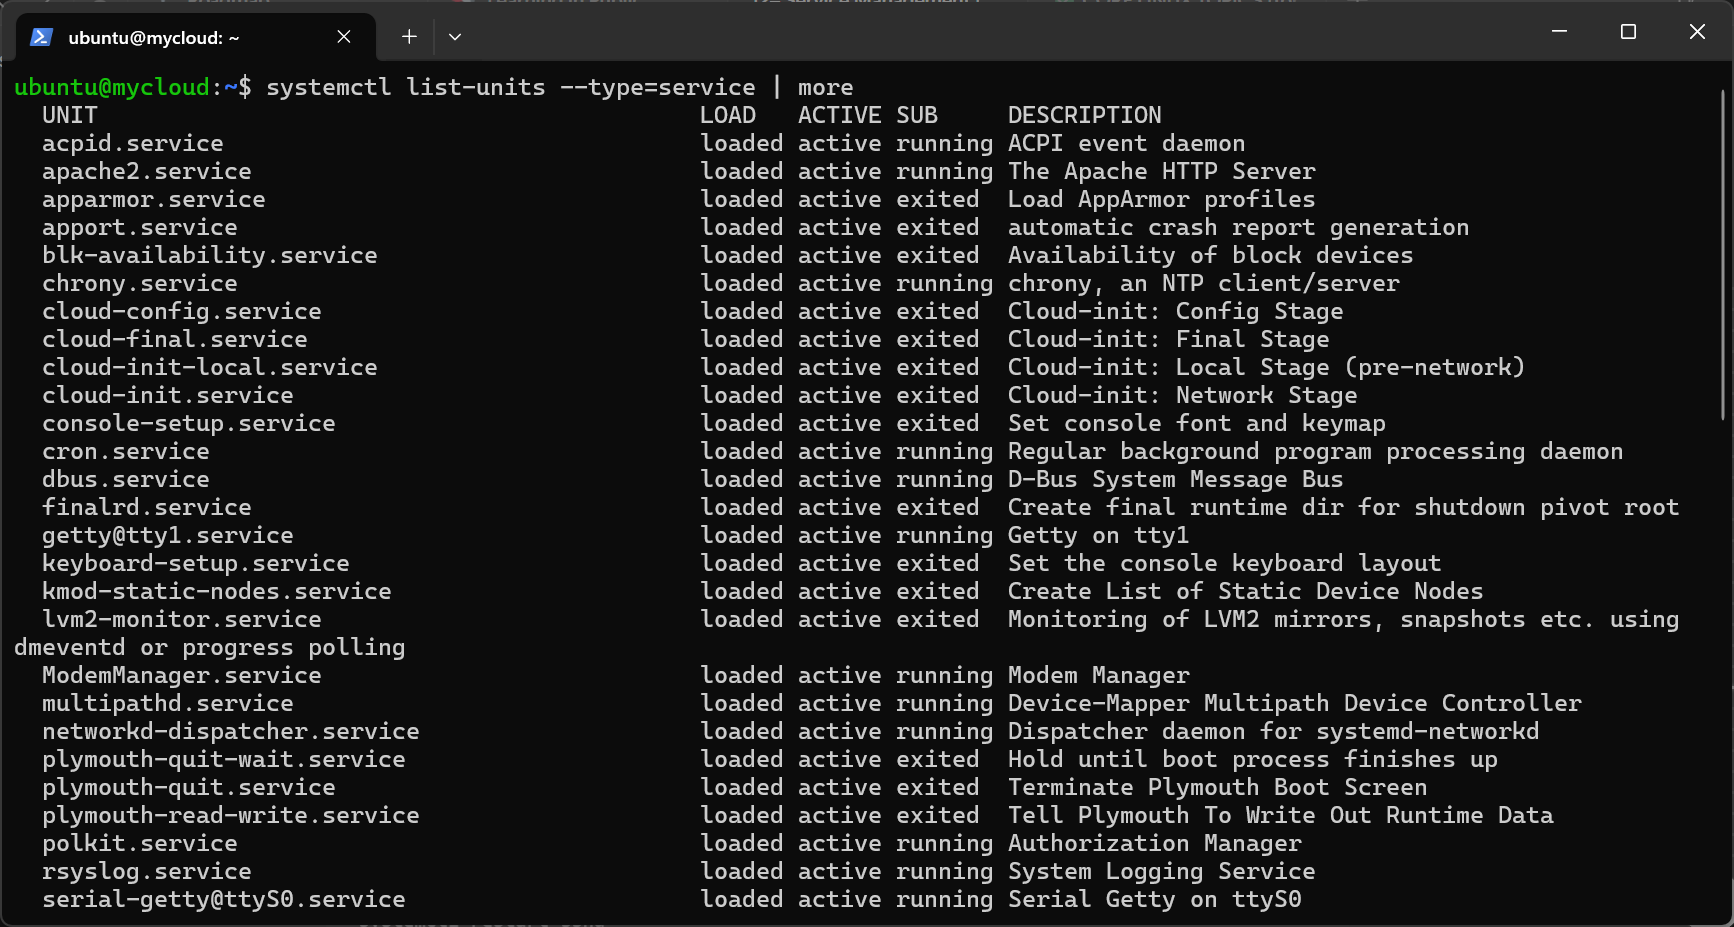 ubuntu@mycloud: ~
ubuntu@mycloud:~$ systemctl list-units --type=service | more
UNIT LOAD ACTIVE SUB DESCRIPTION
acpid.service loaded active running ACPI event daemon
apache2.service loaded active running The Apache HTTP Server
apparmor.service loaded active exited Load AppArmor profiles
apport.service loaded active exited automatic crash report generation
blk-availability.service loaded active exited Availability of block devices
chrony.service loaded active running chrony, an NTP client/server
cloud-config.service loaded active exited Cloud-init: Config Stage
cloud-final.service loaded active exited Cloud-init: Final Stage
cloud-init-local.service loaded active exited Cloud-init: Local Stage (pre-network)
cloud-init.service loaded active exited Cloud-init: Network Stage
console-setup.service loaded active exited Set console font and keymap
cron.service loaded active running Regular background program processing daemon
dbus.service loaded active running D-Bus System Message Bus
finalrd.service loaded active exited Create final runtime dir for shutdown pivot root
getty@tty1.service loaded active running Getty on tty1
keyboard-setup.service loaded active exited Set the console keyboard layout
kmod-static-nodes.service loaded active exited Create List of Static Device Nodes
lvm2-monitor.service loaded active exited Monitoring of LVM2 mirrors, snapshots etc. using
dmeventd or progress polling
ModemManager.service loaded active running Modem Manager
multipathd.service loaded active running Device-Mapper Multipath Device Controller
networkd-dispatcher.service loaded active running Dispatcher daemon for systemd-networkd
plymouth-quit-wait.service loaded active exited Hold until boot process finishes up
plymouth-quit.service loaded active exited Terminate Plymouth Boot Screen
plymouth-read-write.service loaded active exited Tell Plymouth To Write Out Runtime Data
polkit.service loaded active running Authorization Manager
rsyslog.service loaded active running System Logging Service
serial-getty@ttyS0.service loaded active running Serial Getty on ttyS0